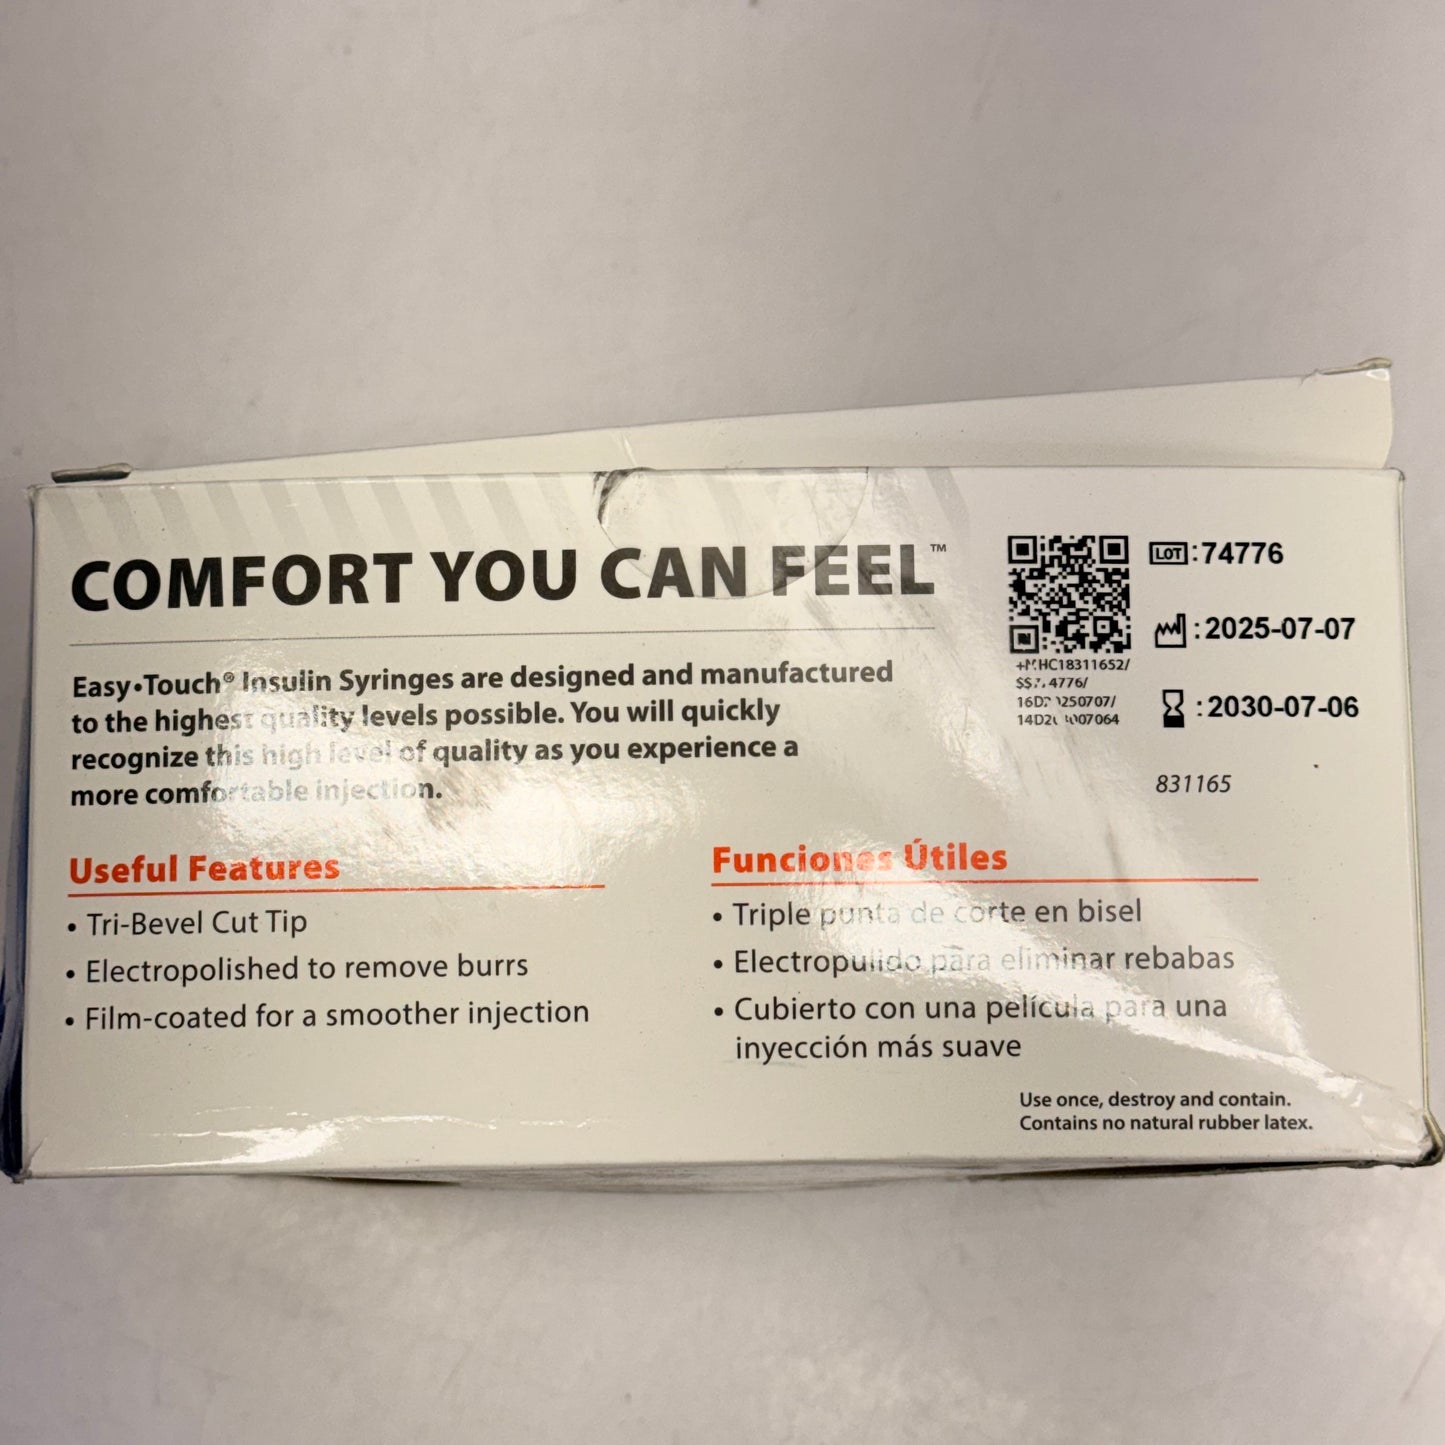 COMFORT YOU CAN FEEL™
Easy•Touch® Insulin Syringes are designed and manufactured
to the highest quality levels possible. You will quickly
recognize this high level of quality as you experience a
more comfortable injection.
Useful Features
• Tri-Bevel Cut Tip
• Electropolished to remove burrs
• Film-coated for a smoother injection
Funciones Útiles
• Triple punta de corte en bisel
• Electropulido para eliminar rebabas
• Cubierto con una película para una
inyección más suave
LOT:74776
:2025-07-07
:2030-07-06
831165
Use once, destroy and contain.
Contains no natural rubber latex.